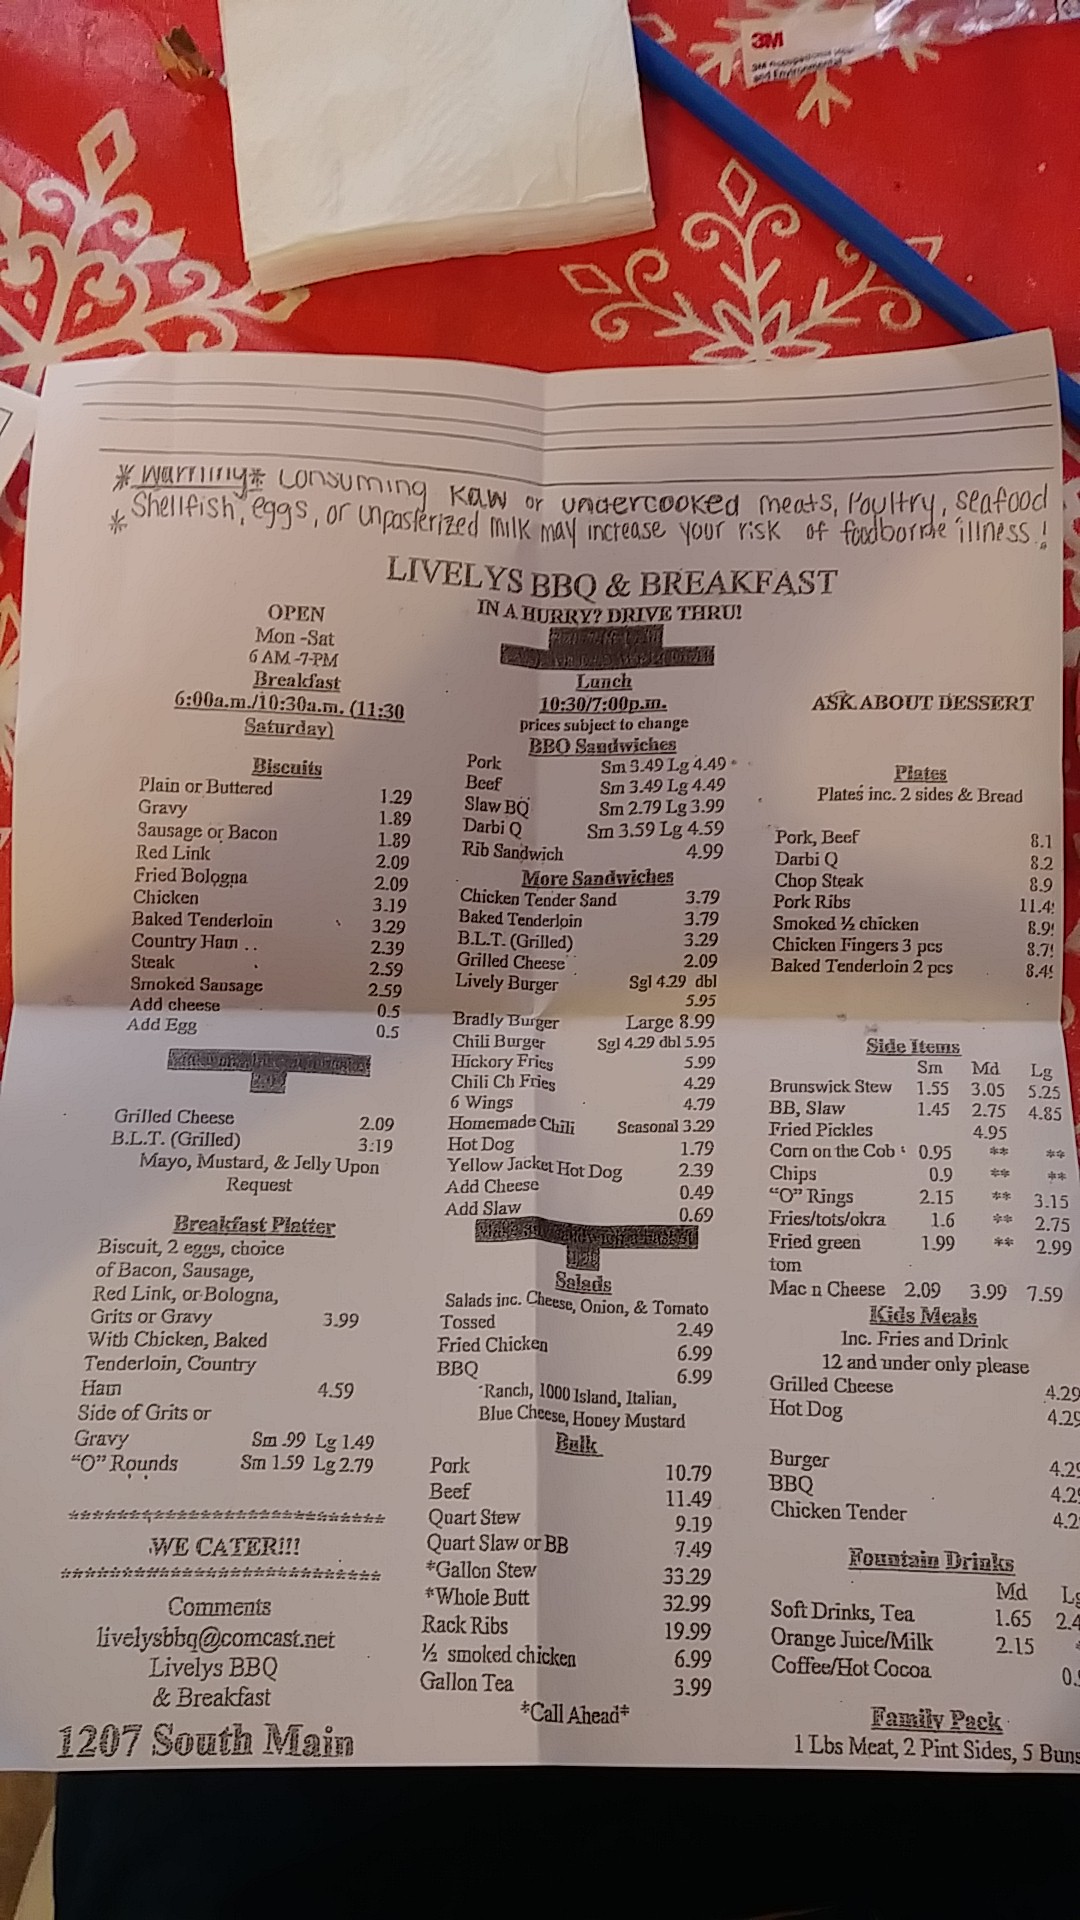 3M
and Environmental
*Warning* Consuming Raw or undercooked meats, Poultry, seafood
* Shellfish, eggs, or unpasterized milk may increase your risk of foodborne illness!
LIVELYS BBQ & BREAKFAST
IN A HURRY? DRIVE THRU!
OPEN
Mon -Sat
6 AM -7-PM
Breakfast
6:00a.m./10:30a.m. (11:30
Saturday)
Biscuits
Plain or Buttered 1.29
Gravy 1.89
Sausage or Bacon 1.89
Red Link 2.09
Fried Bologna 2.09
Chicken 3.19
Baked Tenderloin 3.29
Country Ham .. 2.39
Steak 2.59
Smoked Sausage 2.59
Add cheese 0.5
Add Egg 0.5
Grilled Cheese 2.09
B.L.T. (Grilled) 3:19
Mayo, Mustard, & Jelly Upon
Request
Breakfast Platter
Biscuit, 2 eggs, choice
of Bacon, Sausage,
Red Link, or Bologna,
Grits or Gravy 3.99
With Chicken, Baked
Tenderloin, Country
Ham 4.59
Side of Grits or
Gravy Sm .99 Lg 1.49
"O" Rounds Sm 1.59 Lg 2.79
***************************
WE CATER!!!
***************************
Comments
livelysbbq@comcast.net
Livelys BBQ
& Breakfast
1207 South Main
Lunch
10:30/7:00p.m.
prices subject to change
BBQ Sandwiches
Pork Sm 3.49 Lg 4.49
Beef Sm 3.49 Lg 4.49
Slaw BQ Sm 2.79 Lg 3.99
Darbi Q Sm 3.59 Lg 4.59
Rib Sandwich 4.99
More Sandwiches
Chicken Tender Sand 3.79
Baked Tenderloin 3.79
B.L.T. (Grilled) 3.29
Grilled Cheese 2.09
Lively Burger Sgl 4.29 dbl
5.95
Bradly Burger Large 8.99
Chili Burger Sgl 4.29 dbl 5.95
Hickory Fries 5.99
Chili Ch Fries 4.29
6 Wings 4.79
Homemade Chili Seasonal 3.29
Hot Dog 1.79
Yellow Jacket Hot Dog 2.39
Add Cheese 0.49
Add Slaw 0.69
Salads
Salads inc. Cheese, Onion, & Tomato
Tossed 2.49
Fried Chicken 6.99
BBQ 6.99
Ranch, 1000 Island, Italian,
Blue Cheese, Honey Mustard
Bulk
Pork 10.79
Beef 11.49
Quart Stew 9.19
Quart Slaw or BB 7.49
*Gallon Stew 33.29
*Whole Butt 32.99
Rack Ribs 19.99
½ smoked chicken 6.99
Gallon Tea 3.99
*Call Ahead*
ASK ABOUT DESSERT
Plates
Plates inc. 2 sides & Bread
Pork, Beef 8.1
Darbi Q 8.2
Chop Steak 8.9
Pork Ribs 11.4
Smoked ½ chicken 8.9
Chicken Fingers 3 pcs 8.7
Baked Tenderloin 2 pcs 8.4
Side Items
Sm Md Lg
Brunswick Stew 1.55 3.05 5.25
BB, Slaw 1.45 2.75 4.85
Fried Pickles 4.95
Corn on the Cob 0.95 ** **
Chips 0.9 ** **
"O" Rings 2.15 ** 3.15
Fries/tots/okra 1.6 ** 2.75
Fried green 1.99 ** 2.99
tom
Mac n Cheese 2.09 3.99 7.59
Kids Meals
Inc. Fries and Drink
12 and under only please
Grilled Cheese 4.29
Hot Dog 4.29
Burger 4.29
BBQ 4.2
Chicken Tender 4.2
Fountain Drinks
Md Lg
Soft Drinks, Tea 1.65 2.4
Orange Juice/Milk 2.15 *
Coffee/Hot Cocoa 0.
Family Pack
1 Lbs Meat, 2 Pint Sides, 5 Buns